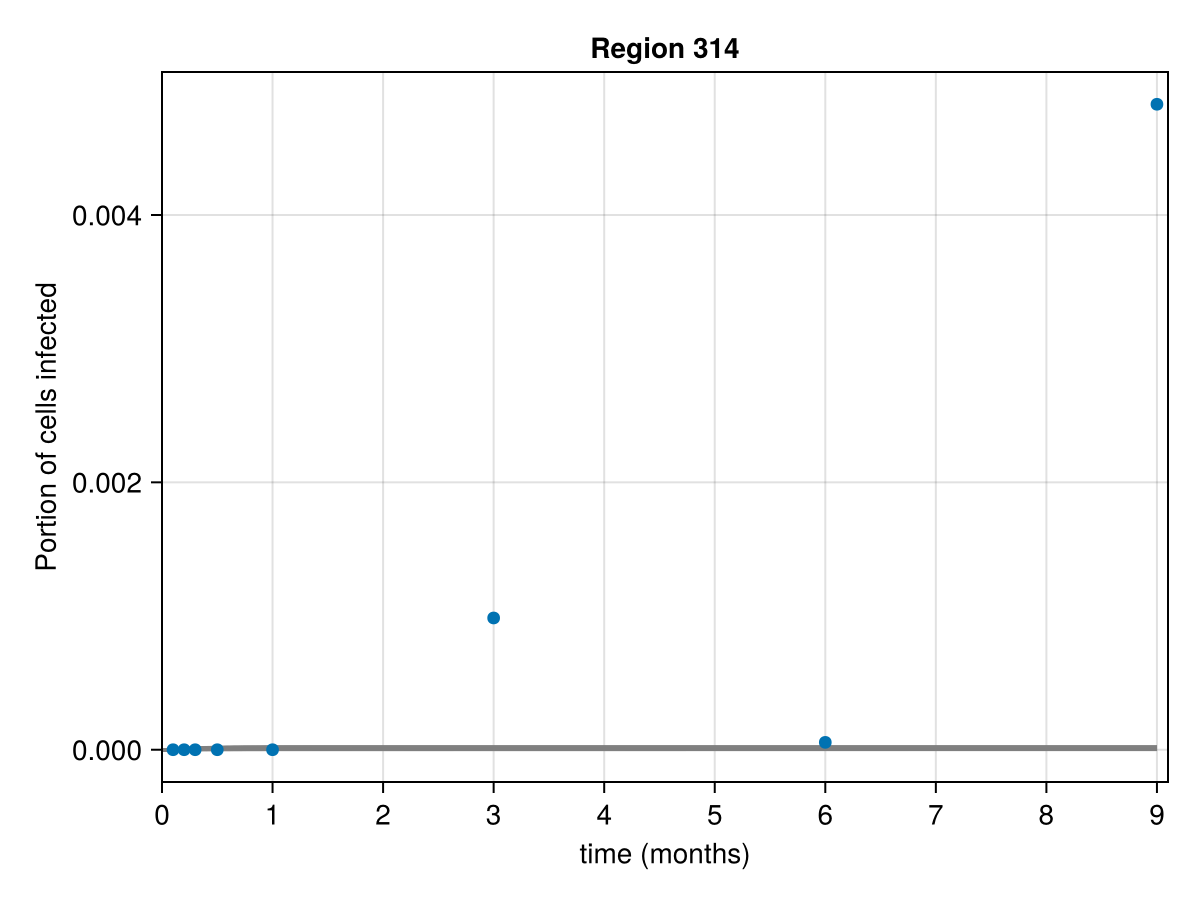 Region 314
0.004
0.002
0.000
Portion of cells infected
0 1 2 3 4 5 6 7 8 9
time (months)